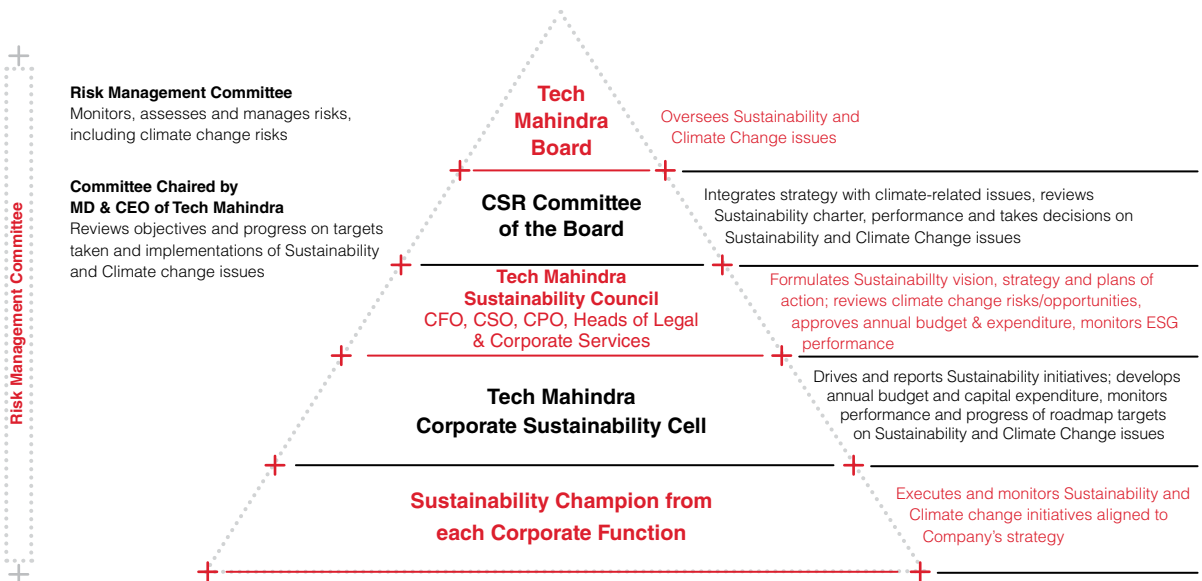 Risk Management Committee
Risk Management Committee
Monitors, assesses and manages risks,
including climate change risks
Committee Chaired by
MD & CEO of Tech Mahindra
Reviews objectives and progress on targets
taken and implementations of Sustainability
and Climate change issues
Tech
Mahindra
Board
Oversees Sustainability and
Climate Change issues
CSR Committee
of the Board
Integrates strategy with climate-related issues, reviews
Sustainability charter, performance and takes decisions on
Sustainability and Climate Change issues
Tech Mahindra
Sustainability Council
CFO, CSO, CPO, Heads of Legal
& Corporate Services
Formulates Sustainabillty vision, strategy and plans of
action; reviews climate change risks/opportunities,
approves annual budget & expenditure, monitors ESG
performance
Tech Mahindra
Corporate Sustainability Cell
Drives and reports Sustainability initiatives; develops
annual budget and capital expenditure, monitors
performance and progress of roadmap targets
on Sustainability and Climate Change issues
Sustainability Champion from
each Corporate Function
Executes and monitors Sustainability and
Climate change initiatives aligned to
Company's strategy